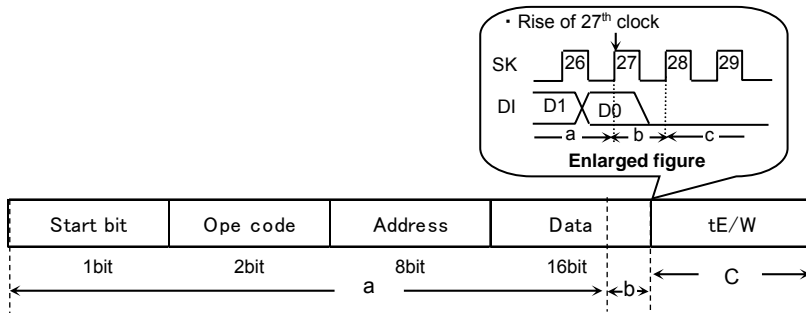 ・Rise of 27th clock
SK 26 27 28 29
DI D1 D0
a b c
Enlarged figure
Start bit Ope code Address Data tE/W
1bit 2bit 8bit 16bit
a b C